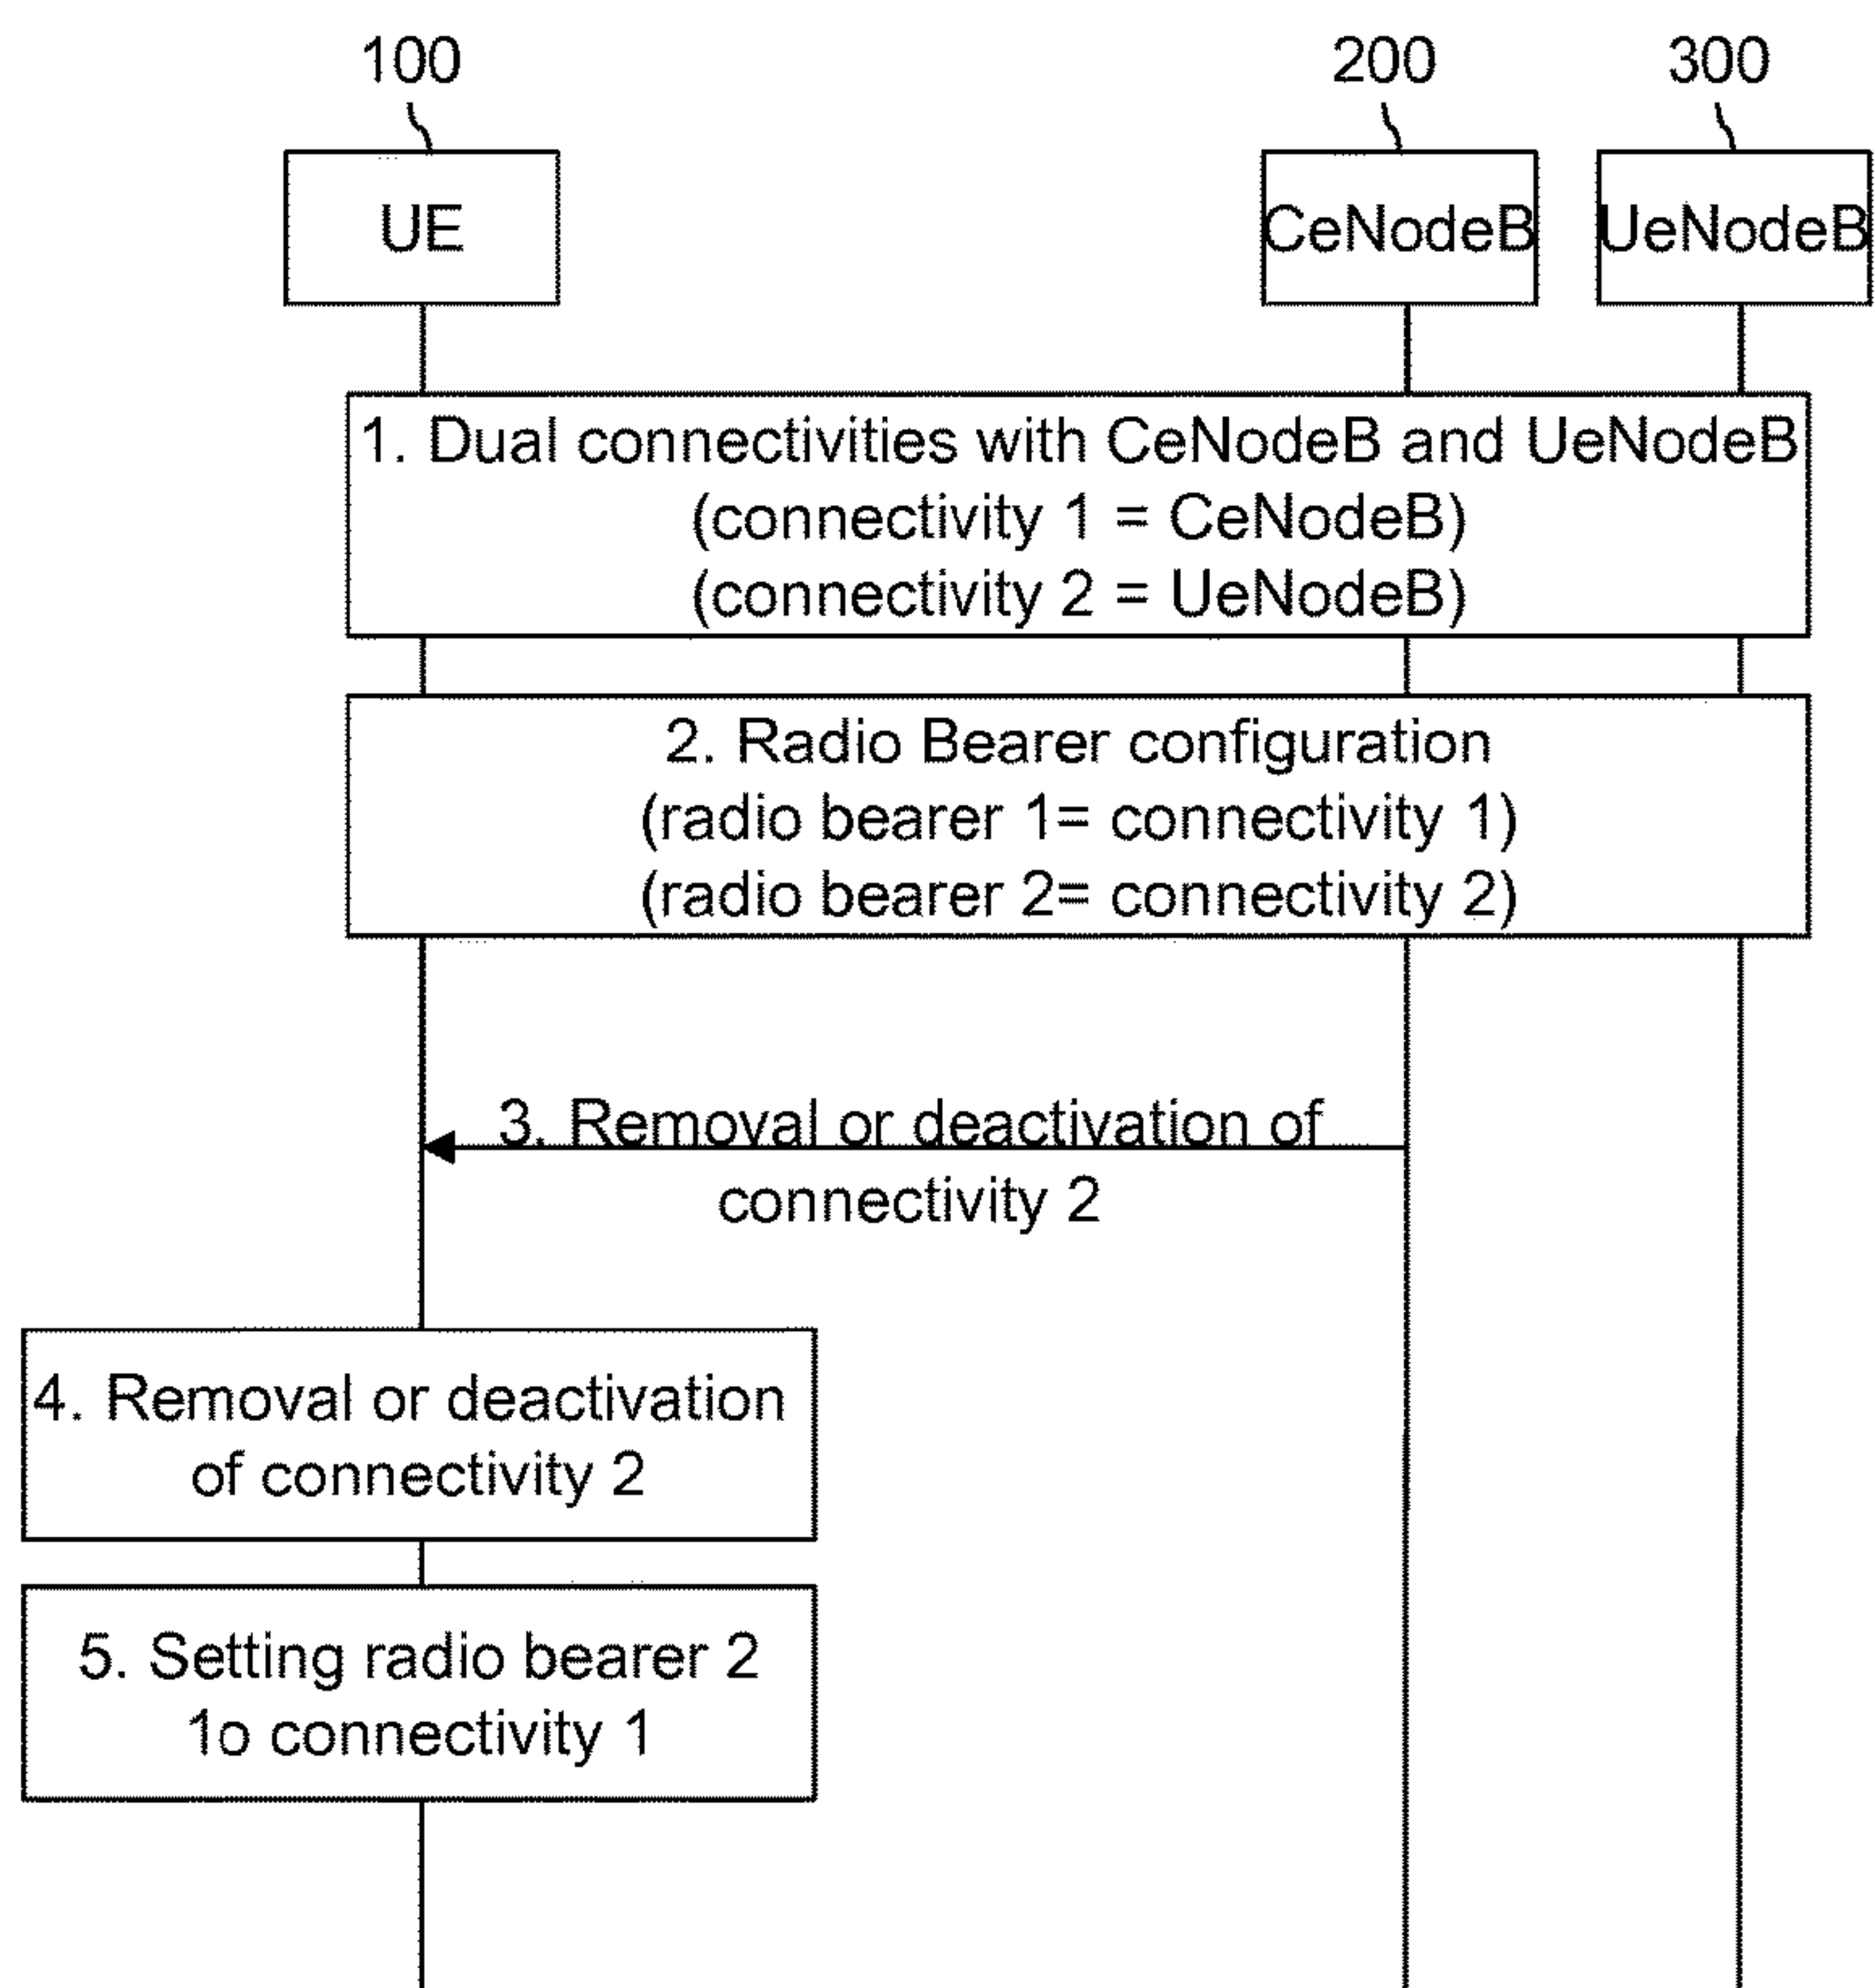 100
200
300
UE
CeNodeB
UeNodeB
1. Dual connectivities with CeNodeB and UeNodeB
(connectivity 1 = CeNodeB)
(connectivity 2 = UeNodeB)
2. Radio Bearer configuration
(radio bearer 1= connectivity 1)
(radio bearer 2= connectivity 2)
3. Removal or deactivation of
connectivity 2
4. Removal or deactivation
of connectivity 2
5. Setting radio bearer 2
1o connectivity 1